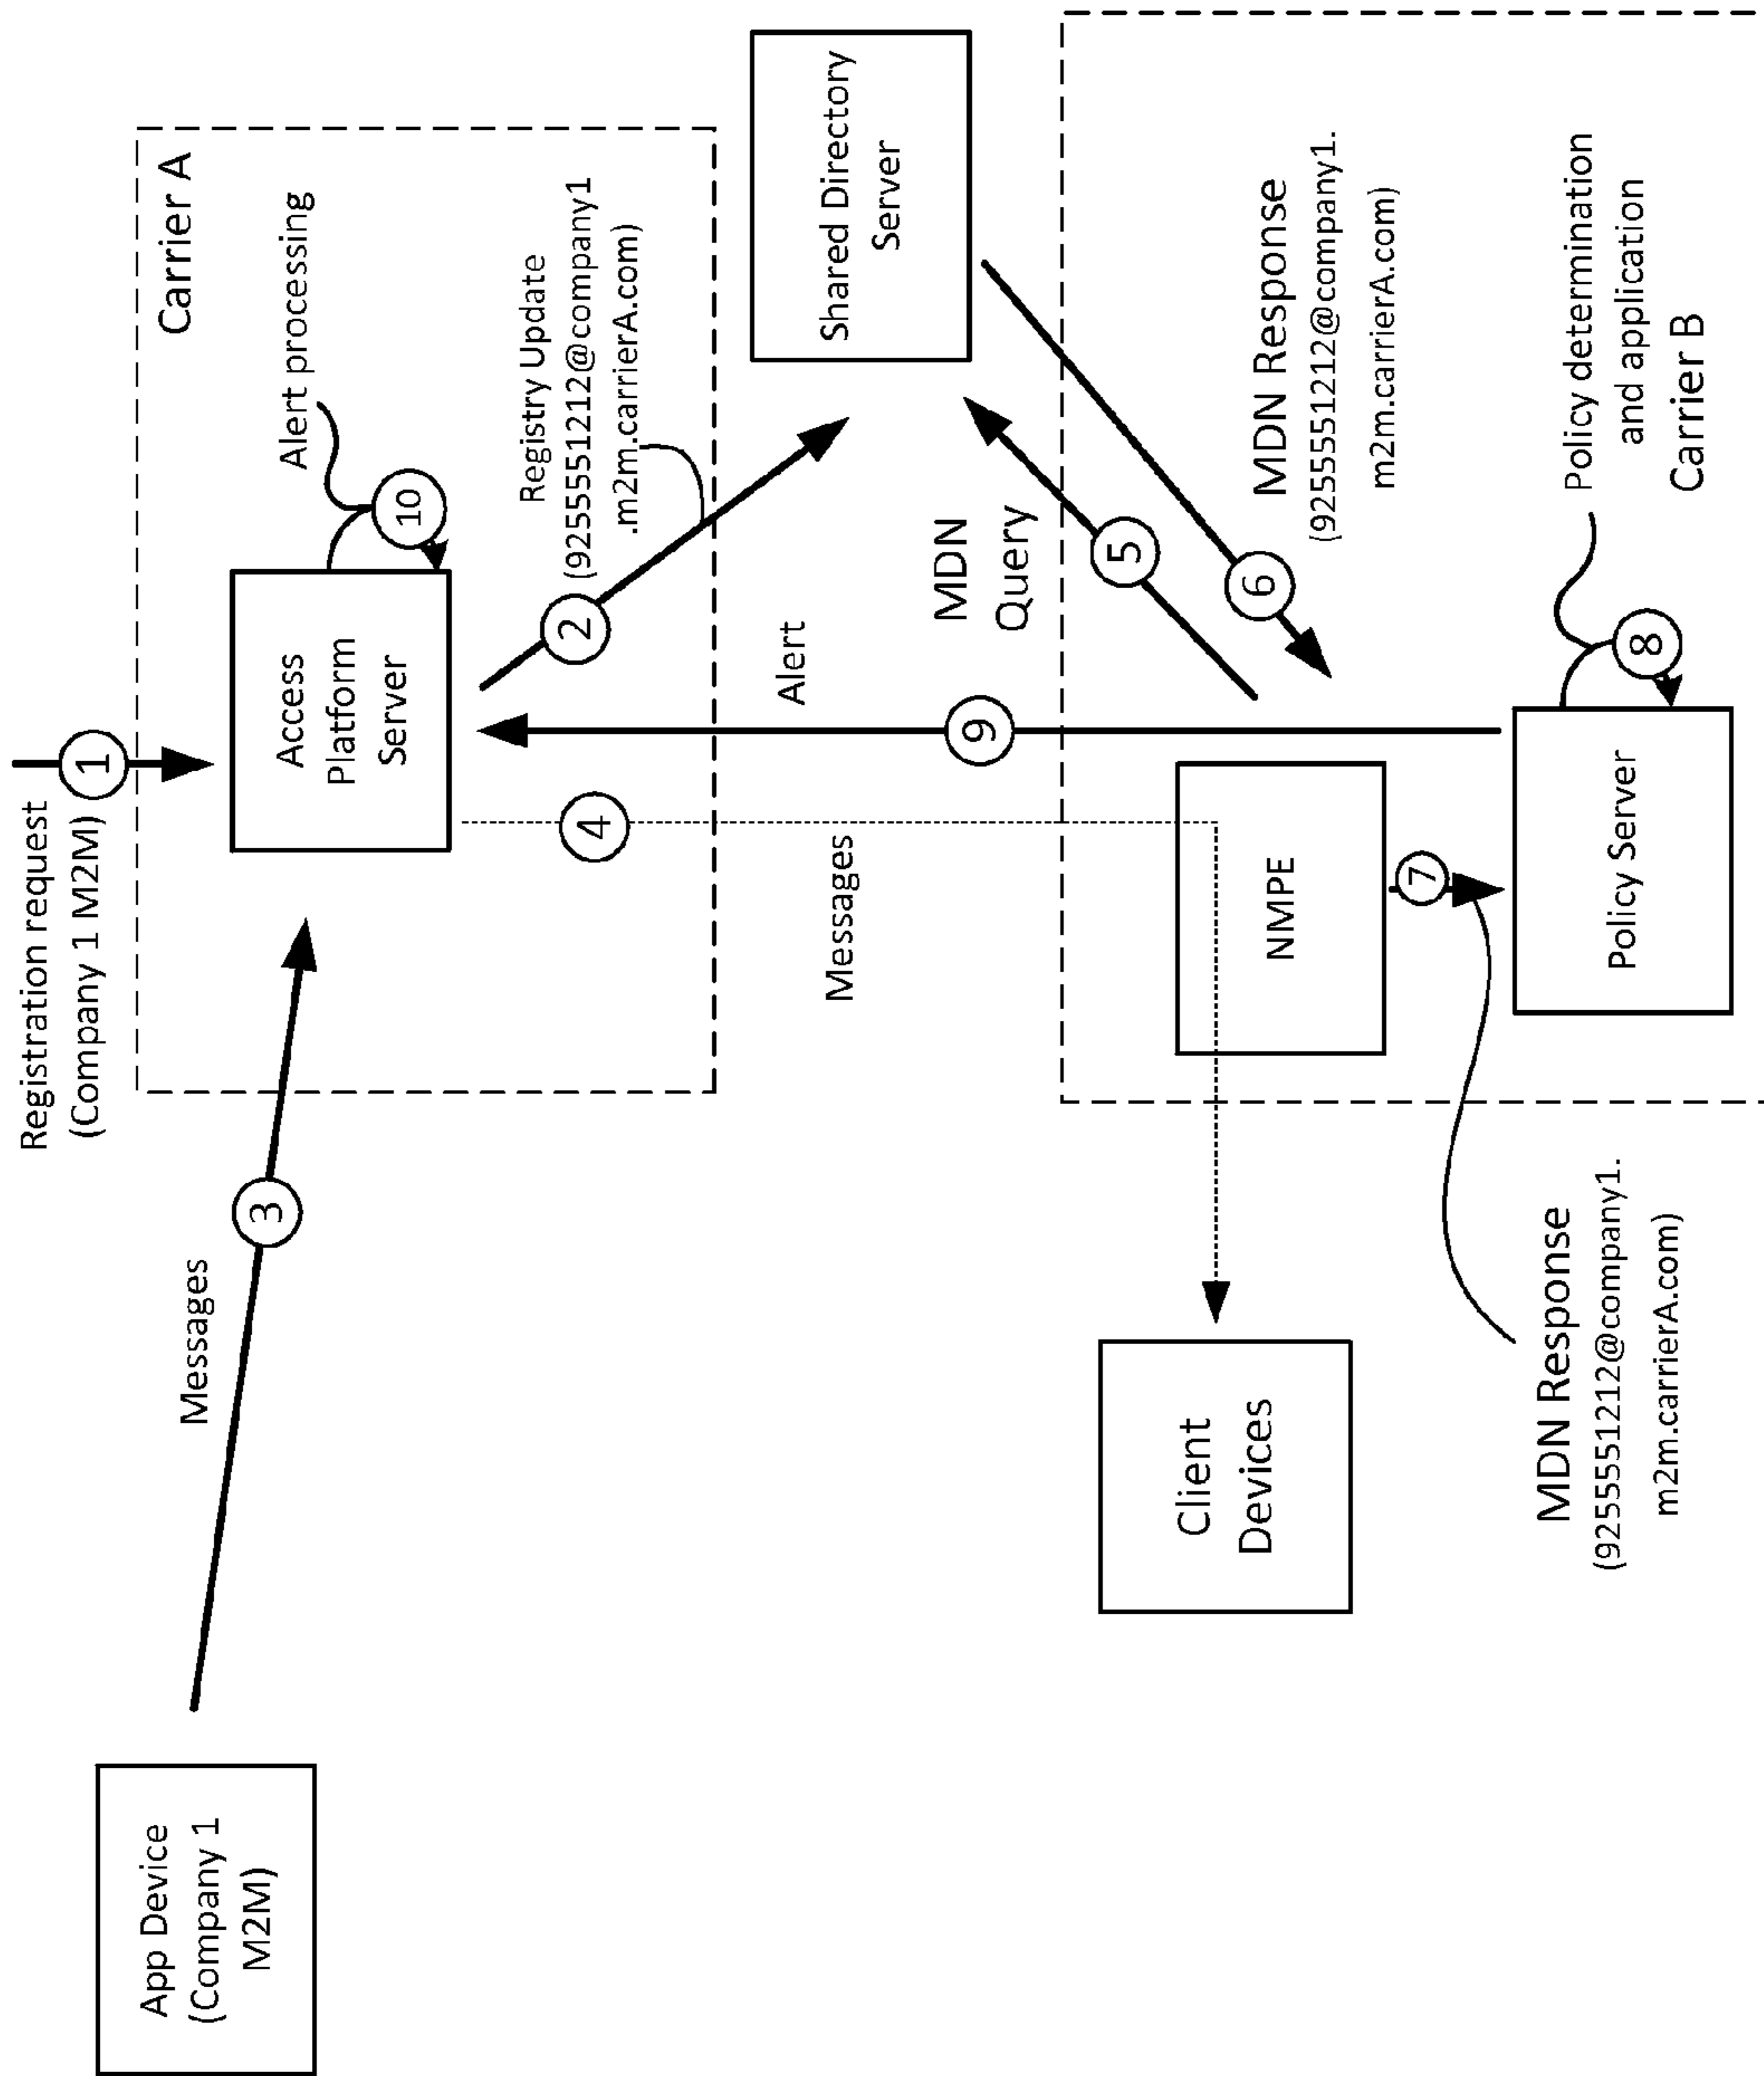 App Device
(Company 1
M2M)
Messages
3
Registration request
(Company 1 M2M)
1
Carrier A
Access
Platform
Server
Alert processing
10
4
2
Registry Update
(9255551212@company1
.m2m.carrierA.com)
Messages
Alert
9
Shared Directory
Server
MDN
Query
5
6
MDN Response
(9255551212@company1.
m2m.carrierA.com)
Client
Devices
NMPE
7
MDN Response
(9255551212@company1.
m2m.carrierA.com)
Policy Server
8
Policy determination
and application
Carrier B